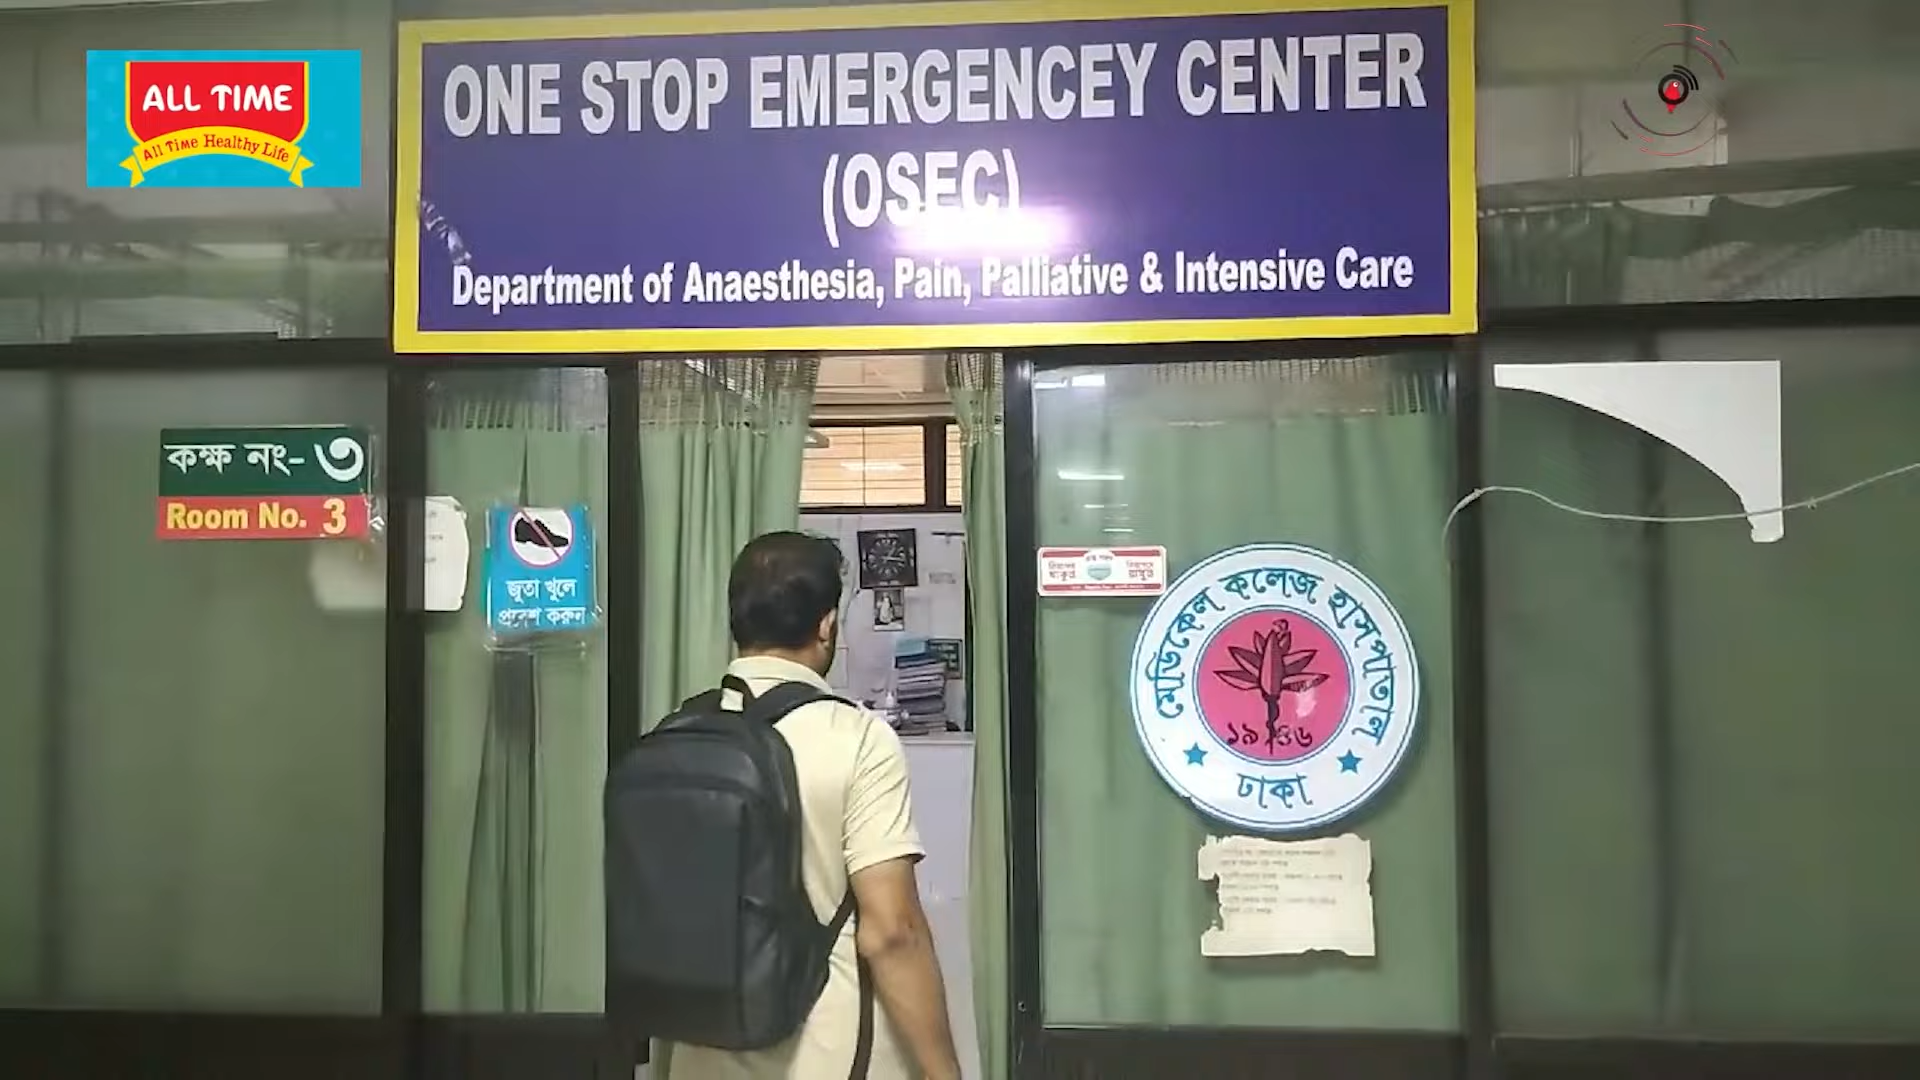 ALL TIME
All Time Healthy Life
ONE STOP EMERGENCEY CENTER
(OSEC)
Department of Anaesthesia, Pain, Palliative & Intensive Care
কক্ষ নং- ৩
Room No. 3
জুতা খুলে
প্রবেশ করুন
মেডিকেল কলেজ হাসপাতাল
১৯৪৬
ঢাকা